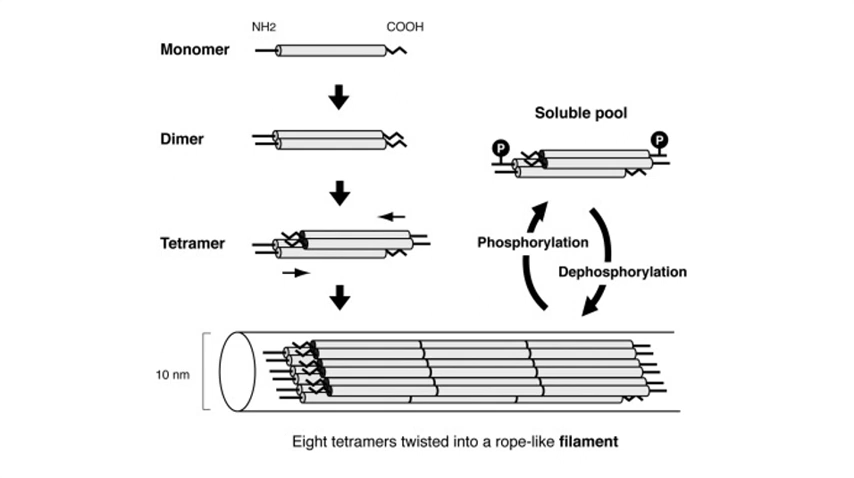 NH2 COOH
Monomer
Dimer
Tetramer
Soluble pool
P P
Phosphorylation
Dephosphorylation
10 nm
Eight tetramers twisted into a rope-like filament